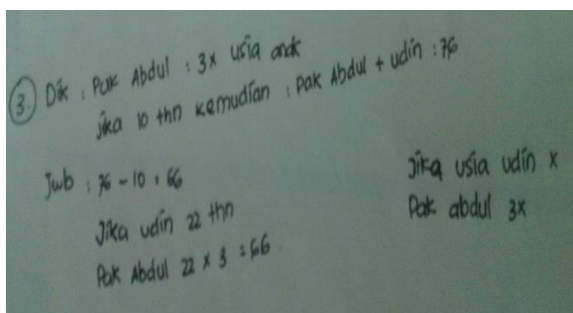 3. Dik : Pak Abdul : 3x usia anak
jika 10 thn kemudian : pak Abdul + udin : 76
Jwb : 76 - 10 = 66
Jika udin 22 thn
Pak Abdul 22 x 3 = 66
Jika usia udin x
Pak abdul 3x